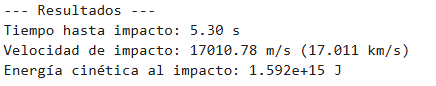 --- Resultados ---
Tiempo hasta impacto: 5.30 s
Velocidad de impacto: 17010.78 m/s (17.011 km/s)
Energía cinética al impacto: 1.592e+15 J